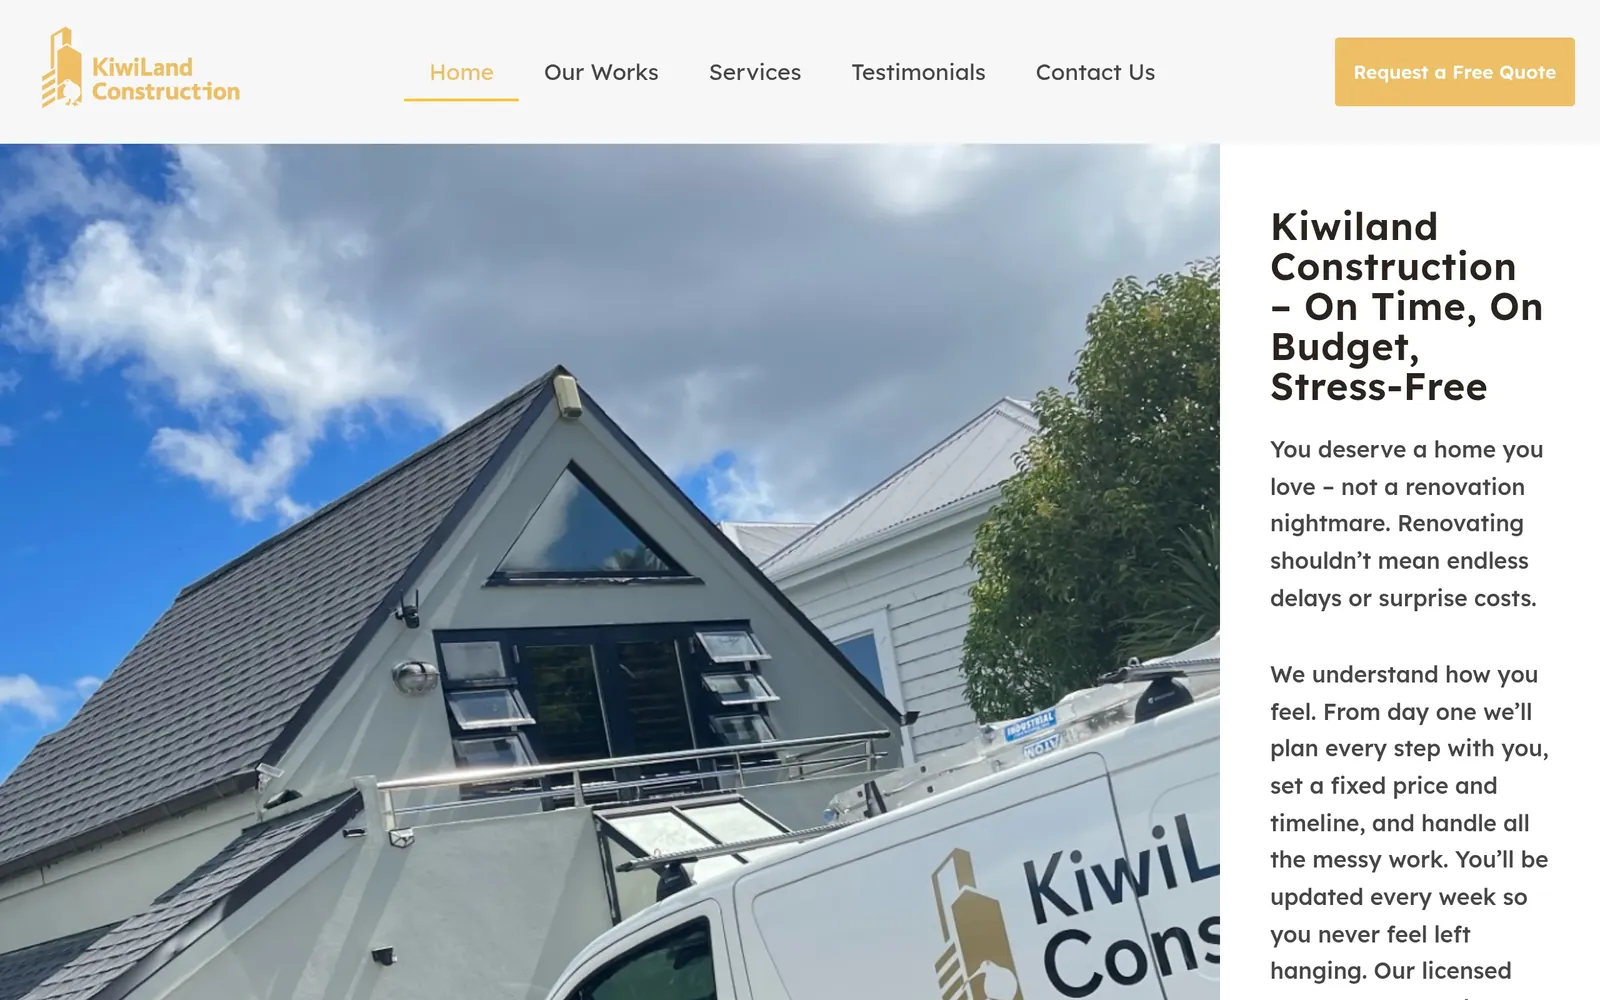 KiwiLand
Construction
Home
Our Works
Services
Testimonials
Contact Us
Request a Free Quote
Kiwiland
Construction
– On Time, On
Budget,
Stress-Free
You deserve a home you
love – not a renovation
nightmare. Renovating
shouldn’t mean endless
delays or surprise costs.
We understand how you
feel. From day one we’ll
plan every step with you,
set a fixed price and
timeline, and handle all
the messy work. You’ll be
updated every week so
you never feel left
hanging. Our licensed
INDUSTRIAL
KiwiL
Cons